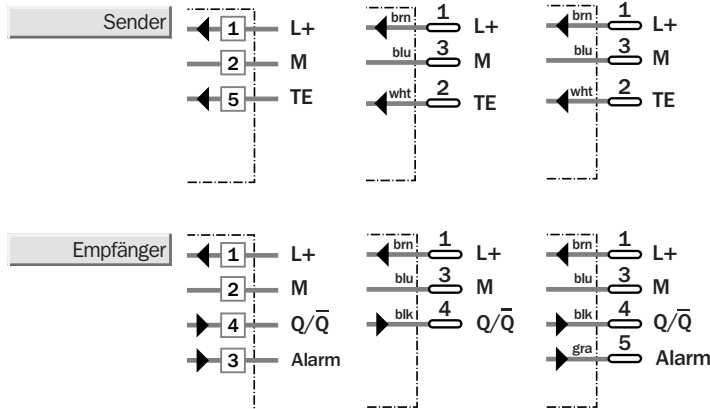 Sender
1 L+
2 M
5 TE
brn 1 L+
blu 3 M
wht 2 TE
brn 1 L+
blu 3 M
wht 2 TE
Empfänger
1 L+
2 M
4 Q/Q̅
3 Alarm
brn 1 L+
blu 3 M
blk 4 Q/Q̅
brn 1 L+
blu 3 M
blk 4 Q/Q̅
gra 5 Alarm